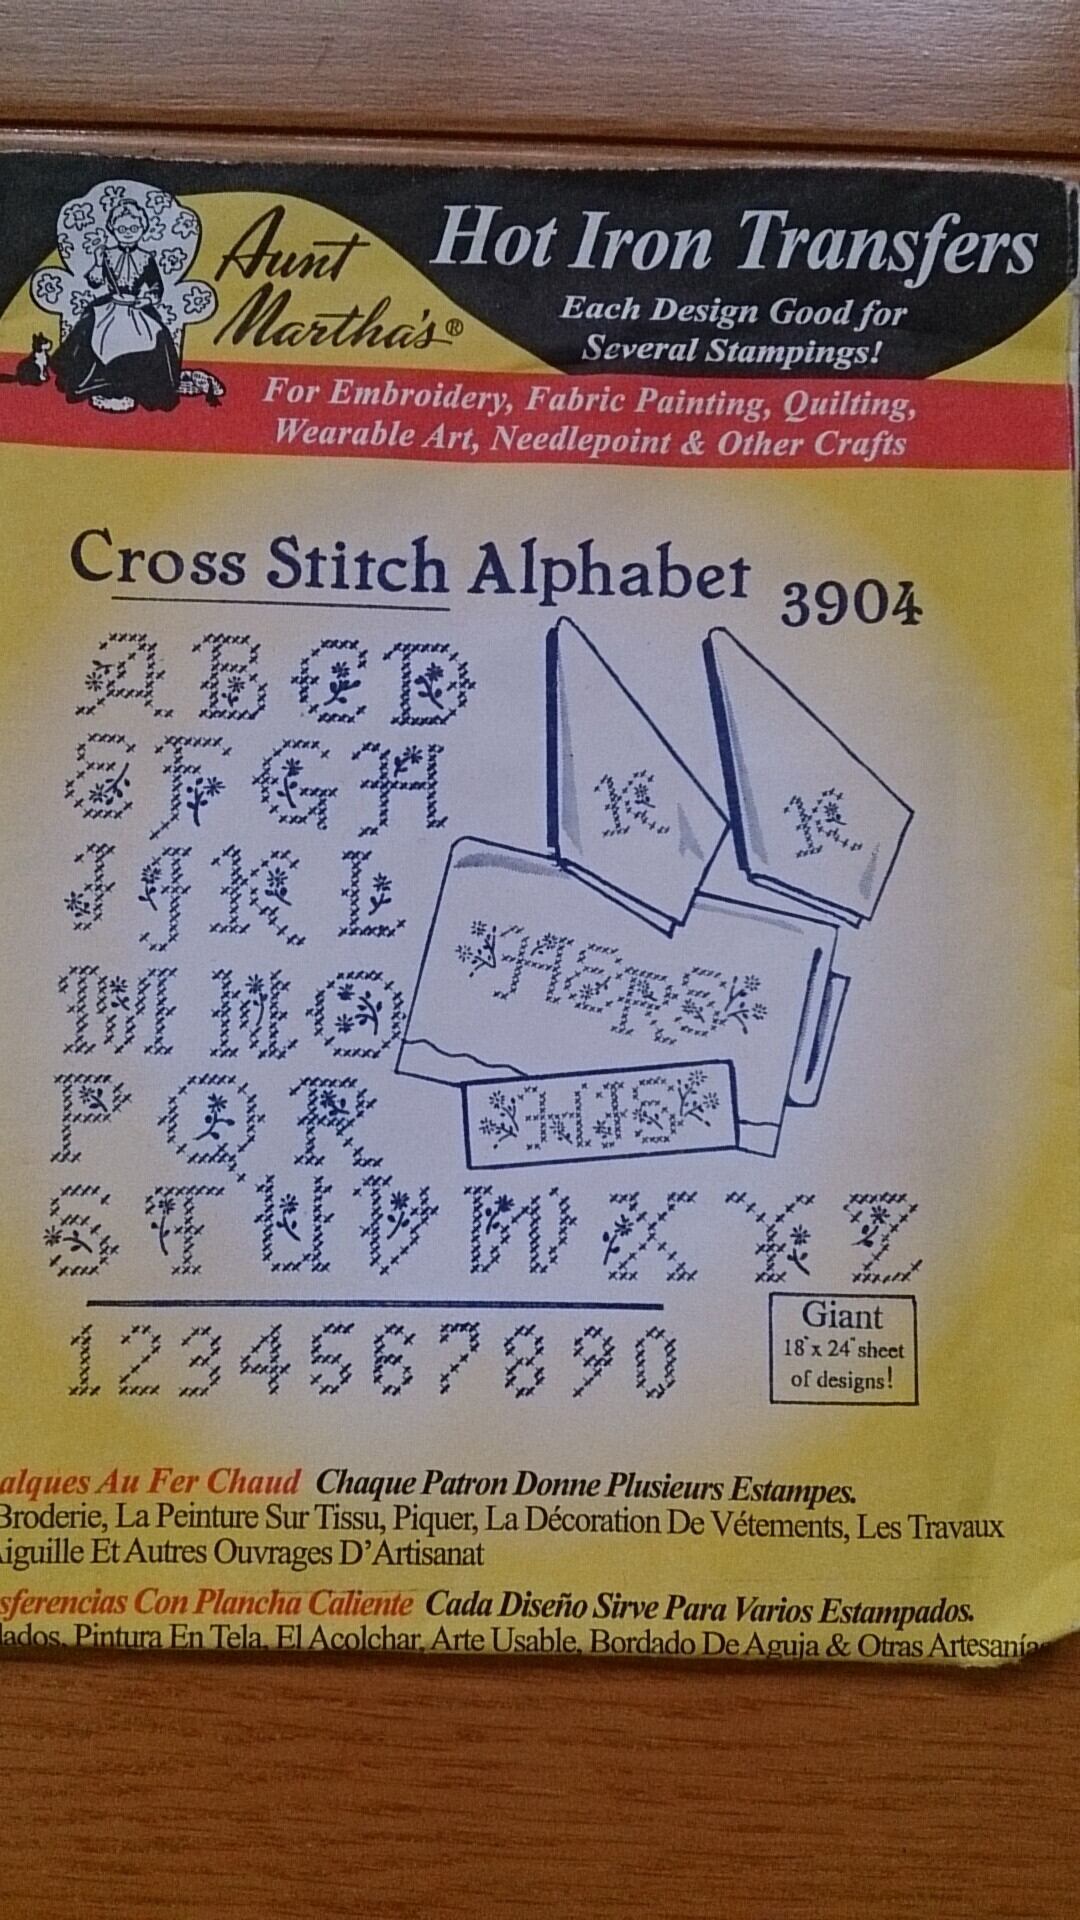 Aunt
Martha's®
Hot Iron Transfers
Each Design Good for
Several Stampings!
For Embroidery, Fabric Painting, Quilting,
Wearable Art, Needlepoint & Other Crafts
Cross Stitch Alphabet 3904
A B C D
E F G H
I J K L
M N O
P Q R
S T U V W X Y Z
K
K
HERS
HIS
1 2 3 4 5 6 7 8 9 0
Giant
18" x 24" sheet
of designs!
alques Au Fer Chaud Chaque Patron Donne Plusieurs Estampes.
Broderie, La Peinture Sur Tissu, Piquer, La Décoration De Vétements, Les Travaux
iguille Et Autres Ouvrages D'Artisanat
sferencias Con Plancha Caliente Cada Diseño Sirve Para Varios Estampados.
lados, Pintura En Tela, El Acolchar, Arte Usable, Bordado De Aguja & Otras Artesanías